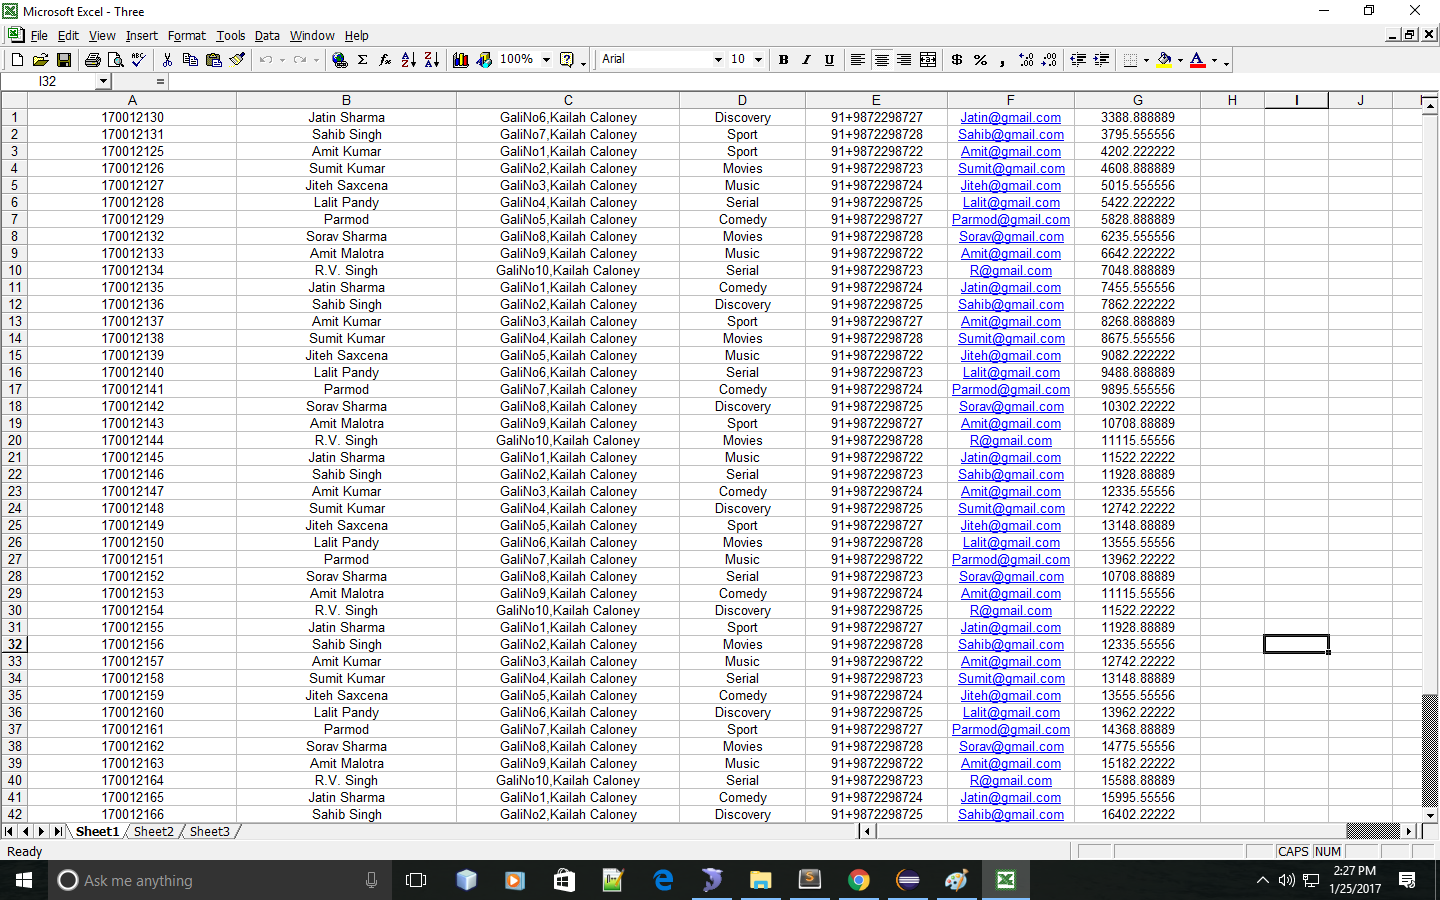 Microsoft Excel - Three
File Edit View Insert Format Tools Data Window Help
100% Arial 10 B I U $ % ,
I32 =
A B C D E F G H I J
1 170012130 Jatin Sharma GaliNo6,Kailah Caloney Discovery 91+9872298727 Jatin@gmail.com 3388.888889
2 170012131 Sahib Singh GaliNo7,Kailah Caloney Sport 91+9872298728 Sahib@gmail.com 3795.555556
3 170012125 Amit Kumar GaliNo1,Kailah Caloney Sport 91+9872298722 Amit@gmail.com 4202.222222
4 170012126 Sumit Kumar GaliNo2,Kailah Caloney Movies 91+9872298723 Sumit@gmail.com 4608.888889
5 170012127 Jiteh Saxcena GaliNo3,Kailah Caloney Music 91+9872298724 Jiteh@gmail.com 5015.555556
6 170012128 Lalit Pandy GaliNo4,Kailah Caloney Serial 91+9872298725 Lalit@gmail.com 5422.222222
7 170012129 Parmod GaliNo5,Kailah Caloney Comedy 91+9872298727 Parmod@gmail.com 5828.888889
8 170012132 Sorav Sharma GaliNo8,Kailah Caloney Movies 91+9872298728 Sorav@gmail.com 6235.555556
9 170012133 Amit Malotra GaliNo9,Kailah Caloney Music 91+9872298722 Amit@gmail.com 6642.222222
10 170012134 R.V. Singh GaliNo10,Kailah Caloney Serial 91+9872298723 R@gmail.com 7048.888889
11 170012135 Jatin Sharma GaliNo1,Kailah Caloney Comedy 91+9872298724 Jatin@gmail.com 7455.555556
12 170012136 Sahib Singh GaliNo2,Kailah Caloney Discovery 91+9872298725 Sahib@gmail.com 7862.222222
13 170012137 Amit Kumar GaliNo3,Kailah Caloney Sport 91+9872298727 Amit@gmail.com 8268.888889
14 170012138 Sumit Kumar GaliNo4,Kailah Caloney Movies 91+9872298728 Sumit@gmail.com 8675.555556
15 170012139 Jiteh Saxcena GaliNo5,Kailah Caloney Music 91+9872298722 Jiteh@gmail.com 9082.222222
16 170012140 Lalit Pandy GaliNo6,Kailah Caloney Serial 91+9872298723 Lalit@gmail.com 9488.888889
17 170012141 Parmod GaliNo7,Kailah Caloney Comedy 91+9872298724 Parmod@gmail.com 9895.555556
18 170012142 Sorav Sharma GaliNo8,Kailah Caloney Discovery 91+9872298725 Sorav@gmail.com 10302.22222
19 170012143 Amit Malotra GaliNo9,Kailah Caloney Sport 91+9872298727 Amit@gmail.com 10708.88889
20 170012144 R.V. Singh GaliNo10,Kailah Caloney Movies 91+9872298728 R@gmail.com 11115.55556
21 170012145 Jatin Sharma GaliNo1,Kailah Caloney Music 91+9872298722 Jatin@gmail.com 11522.22222
22 170012146 Sahib Singh GaliNo2,Kailah Caloney Serial 91+9872298723 Sahib@gmail.com 11928.88889
23 170012147 Amit Kumar GaliNo3,Kailah Caloney Comedy 91+9872298724 Amit@gmail.com 12335.55556
24 170012148 Sumit Kumar GaliNo4,Kailah Caloney Discovery 91+9872298725 Sumit@gmail.com 12742.22222
25 170012149 Jiteh Saxcena GaliNo5,Kailah Caloney Sport 91+9872298727 Jiteh@gmail.com 13148.88889
26 170012150 Lalit Pandy GaliNo6,Kailah Caloney Movies 91+9872298728 Lalit@gmail.com 13555.55556
27 170012151 Parmod GaliNo7,Kailah Caloney Music 91+9872298722 Parmod@gmail.com 13962.22222
28 170012152 Sorav Sharma GaliNo8,Kailah Caloney Serial 91+9872298723 Sorav@gmail.com 10708.88889
29 170012153 Amit Malotra GaliNo9,Kailah Caloney Comedy 91+9872298724 Amit@gmail.com 11115.55556
30 170012154 R.V. Singh GaliNo10,Kailah Caloney Discovery 91+9872298725 R@gmail.com 11522.22222
31 170012155 Jatin Sharma GaliNo1,Kailah Caloney Sport 91+9872298727 Jatin@gmail.com 11928.88889
32 170012156 Sahib Singh GaliNo2,Kailah Caloney Movies 91+9872298728 Sahib@gmail.com 12335.55556
33 170012157 Amit Kumar GaliNo3,Kailah Caloney Music 91+9872298722 Amit@gmail.com 12742.22222
34 170012158 Sumit Kumar GaliNo4,Kailah Caloney Serial 91+9872298723 Sumit@gmail.com 13148.88889
35 170012159 Jiteh Saxcena GaliNo5,Kailah Caloney Comedy 91+9872298724 Jiteh@gmail.com 13555.55556
36 170012160 Lalit Pandy GaliNo6,Kailah Caloney Discovery 91+9872298725 Lalit@gmail.com 13962.22222
37 170012161 Parmod GaliNo7,Kailah Caloney Sport 91+9872298727 Parmod@gmail.com 14368.88889
38 170012162 Sorav Sharma GaliNo8,Kailah Caloney Movies 91+9872298728 Sorav@gmail.com 14775.55556
39 170012163 Amit Malotra GaliNo9,Kailah Caloney Music 91+9872298722 Amit@gmail.com 15182.22222
40 170012164 R.V. Singh GaliNo10,Kailah Caloney Serial 91+9872298723 R@gmail.com 15588.88889
41 170012165 Jatin Sharma GaliNo1,Kailah Caloney Comedy 91+9872298724 Jatin@gmail.com 15995.55556
42 170012166 Sahib Singh GaliNo2,Kailah Caloney Discovery 91+9872298725 Sahib@gmail.com 16402.22222
Sheet1 Sheet2 Sheet3
Ready CAPS NUM
Ask me anything 2:27 PM
1/25/2017